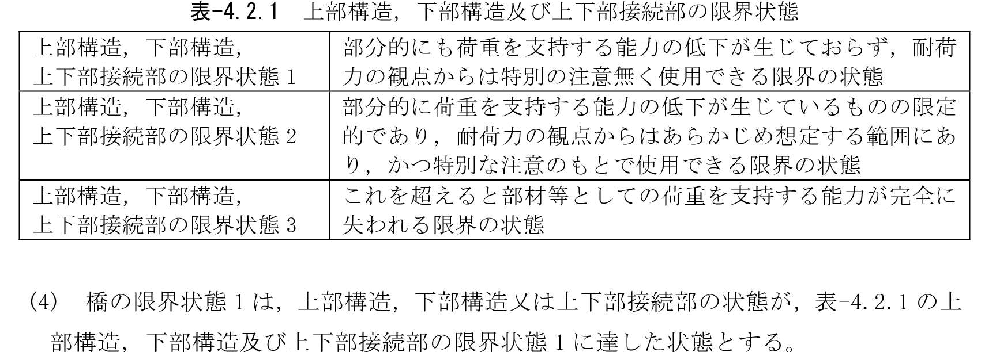 表-4.2.1　上部構造，下部構造及び上下部接続部の限界状態
上部構造，下部構造，
上下部接続部の限界状態1
部分的にも荷重を支持する能力の低下が生じておらず，耐荷
力の観点からは特別の注意無く使用できる限界の状態
上部構造，下部構造，
上下部接続部の限界状態2
部分的に荷重を支持する能力の低下が生じているものの限定
的であり，耐荷力の観点からはあらかじめ想定する範囲にあ
り，かつ特別な注意のもとで使用できる限界の状態
上部構造，下部構造，
上下部接続部の限界状態3
これを超えると部材等としての荷重を支持する能力が完全に
失われる限界の状態
(4)　橋の限界状態1は，上部構造，下部構造又は上下部接続部の状態が，表-4.2.1の上
部構造，下部構造及び上下部接続部の限界状態1に達した状態とする。